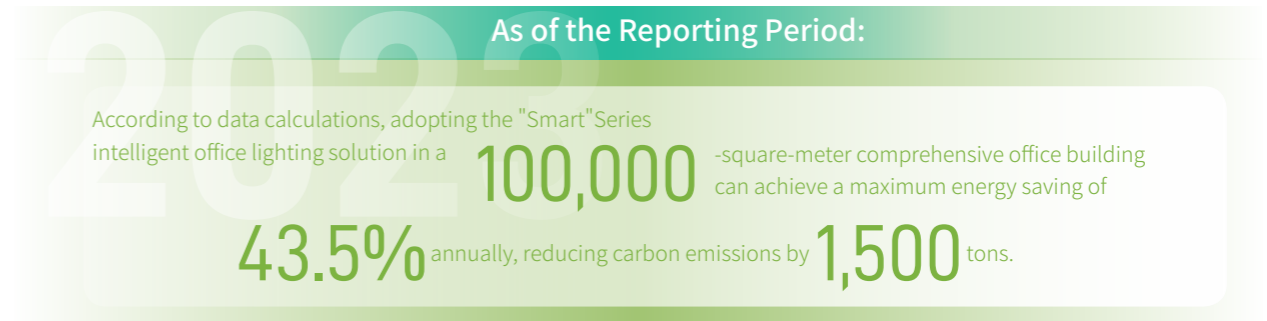 2023
As of the Reporting Period:
According to data calculations, adopting the "Smart"Series
intelligent office lighting solution in a 100,000 -square-meter comprehensive office building
can achieve a maximum energy saving of
43.5% annually, reducing carbon emissions by 1,500 tons.